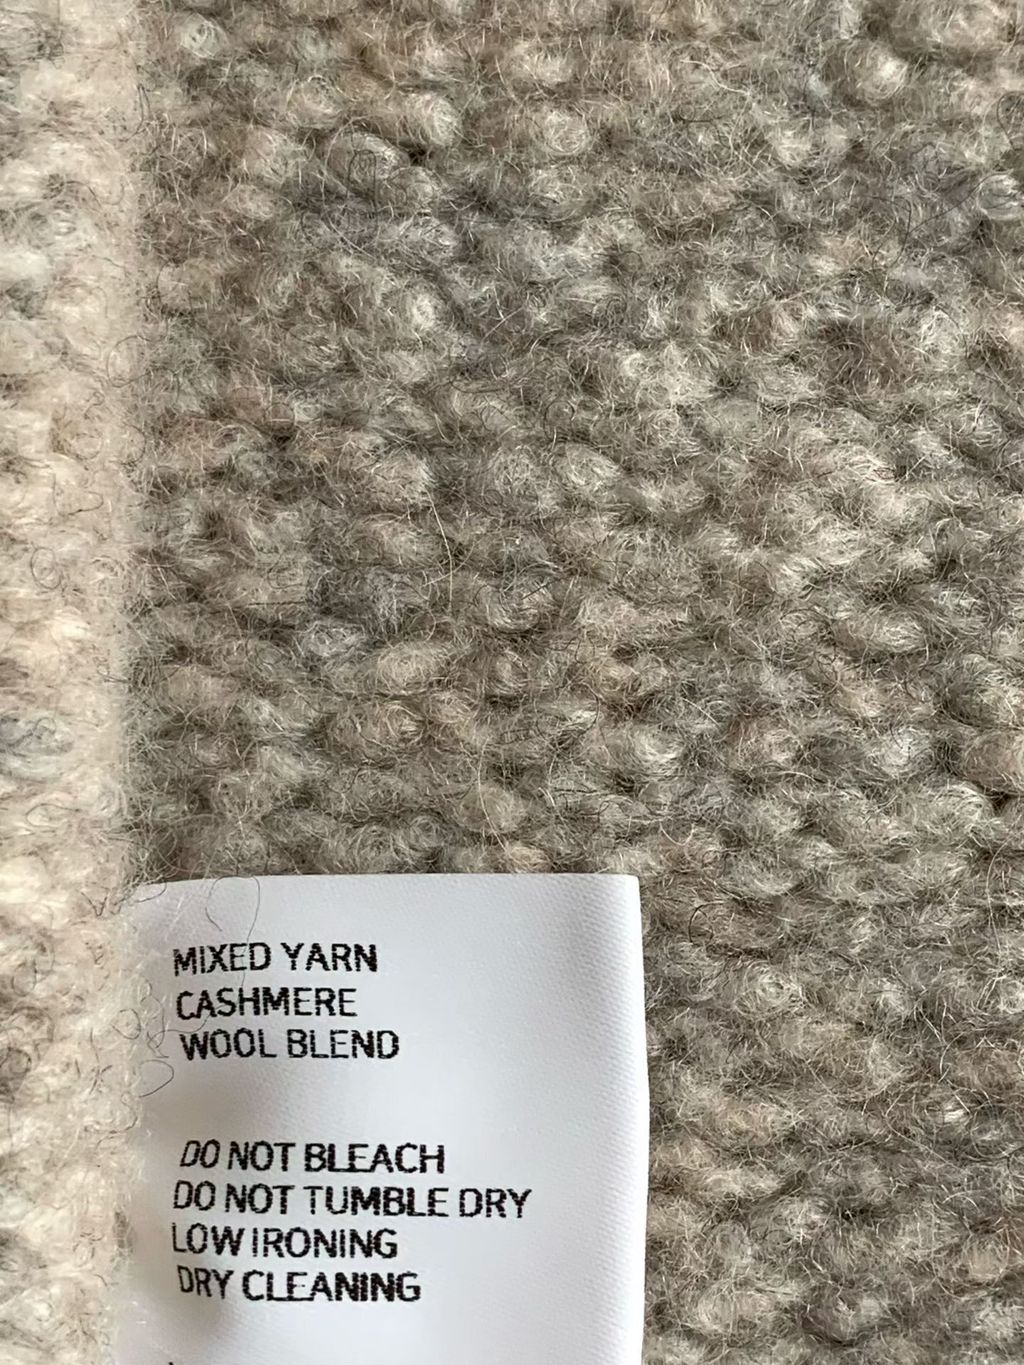 MIXED YARN
CASHMERE
WOOL BLEND
DO NOT BLEACH
DO NOT TUMBLE DRY
LOW IRONING
DRY CLEANING